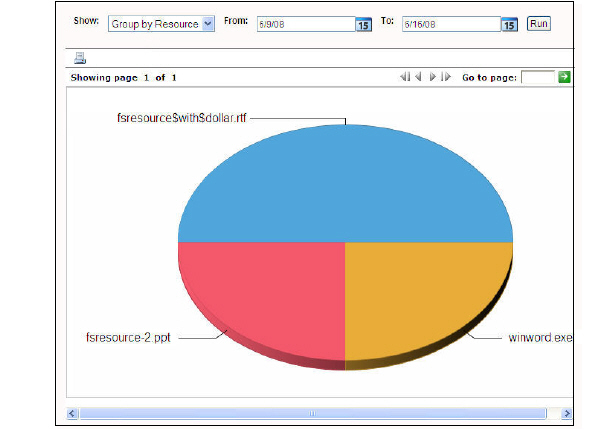 Show: Group by Resource From: 6/9/08 15 To: 6/16/08 15 Run
Showing page 1 of 1 Go to page:
fsresource$with$dollar.rtf
fsresource-2.ppt winword.exe